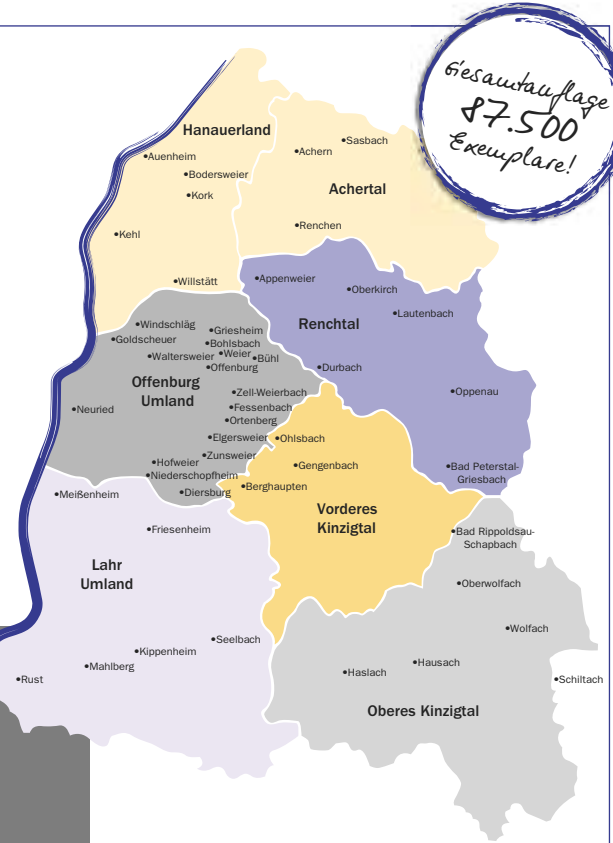 Gesamtauflage
87.500
Exemplare!
Hanauerland
•Auenheim
•Bodersweier
•Kork
•Kehl
•Willstätt
•Sasbach
•Achern
Achertal
•Renchen
•Appenweier
•Oberkirch
•Lautenbach
Renchtal
•Durbach
•Oppenau
•Bad Peterstal-
Griesbach
•Windschläg
•Griesheim
•Goldscheuer
•Bohlsbach
•Waltersweier
•Weier
•Bühl
•Offenburg
Offenburg
Umland
•Zell-Weierbach
•Neuried
•Fessenbach
•Ortenberg
•Elgersweier
•Zunsweier
•Hofweier
•Niederschopfheim
•Diersburg
•Ohlsbach
•Gengenbach
•Berghaupten
Vorderes
Kinzigtal
•Meißenheim
•Friesenheim
Lahr
Umland
•Seelbach
•Kippenheim
•Mahlberg
•Rust
•Bad Rippoldsau-
Schapbach
•Oberwolfach
•Wolfach
•Hausach
•Haslach
•Schiltach
Oberes Kinzigtal